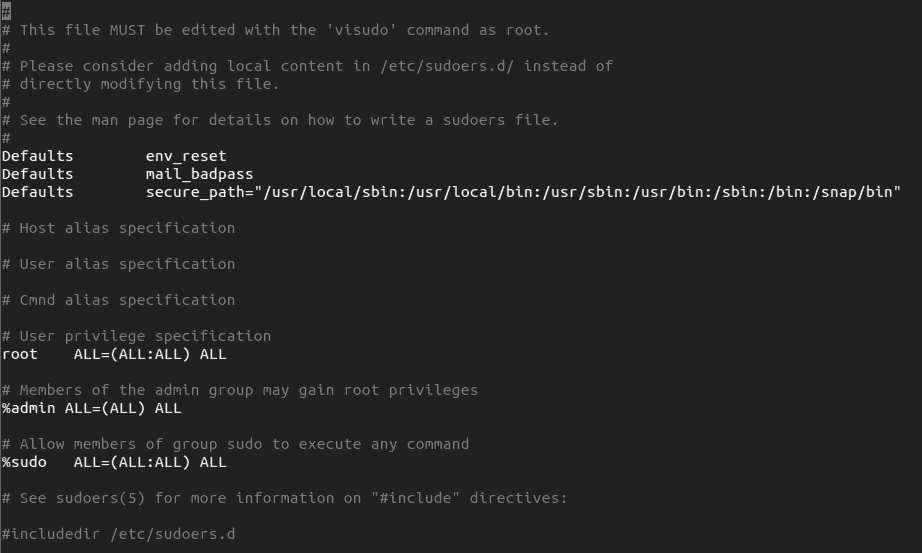 #
# This file MUST be edited with the 'visudo' command as root.
#
# Please consider adding local content in /etc/sudoers.d/ instead of
# directly modifying this file.
#
# See the man page for details on how to write a sudoers file.
#
Defaults        env_reset
Defaults        mail_badpass
Defaults        secure_path="/usr/local/sbin:/usr/local/bin:/usr/sbin:/usr/bin:/sbin:/bin:/snap/bin"

# Host alias specification

# User alias specification

# Cmnd alias specification

# User privilege specification
root    ALL=(ALL:ALL) ALL

# Members of the admin group may gain root privileges
%admin ALL=(ALL) ALL

# Allow members of group sudo to execute any command
%sudo   ALL=(ALL:ALL) ALL

# See sudoers(5) for more information on "#include" directives:

#includedir /etc/sudoers.d